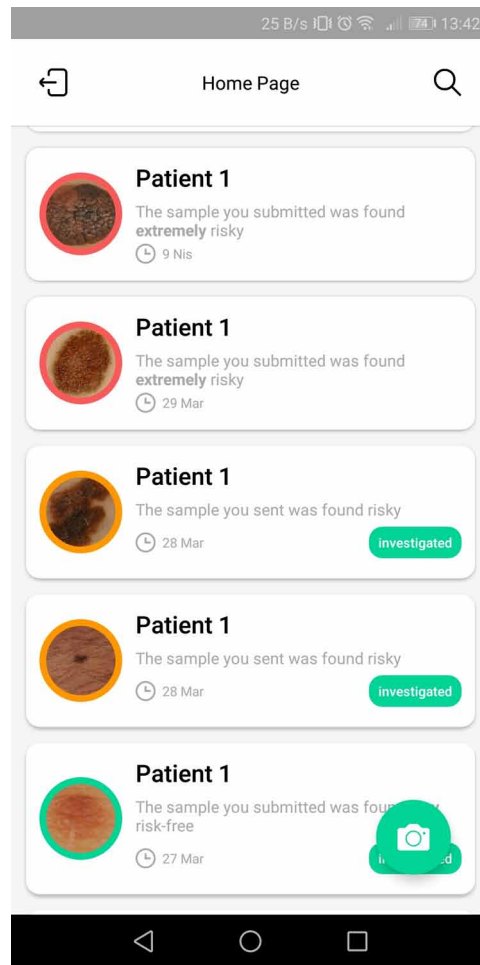 25 B/s 74 13:42
Home Page
Patient 1
The sample you submitted was found
extremely risky
9 Nis
Patient 1
The sample you submitted was found
extremely risky
29 Mar
Patient 1
The sample you sent was found risky
28 Mar
investigated
Patient 1
The sample you sent was found risky
28 Mar
investigated
Patient 1
The sample you submitted was
risk-free
27 Mar